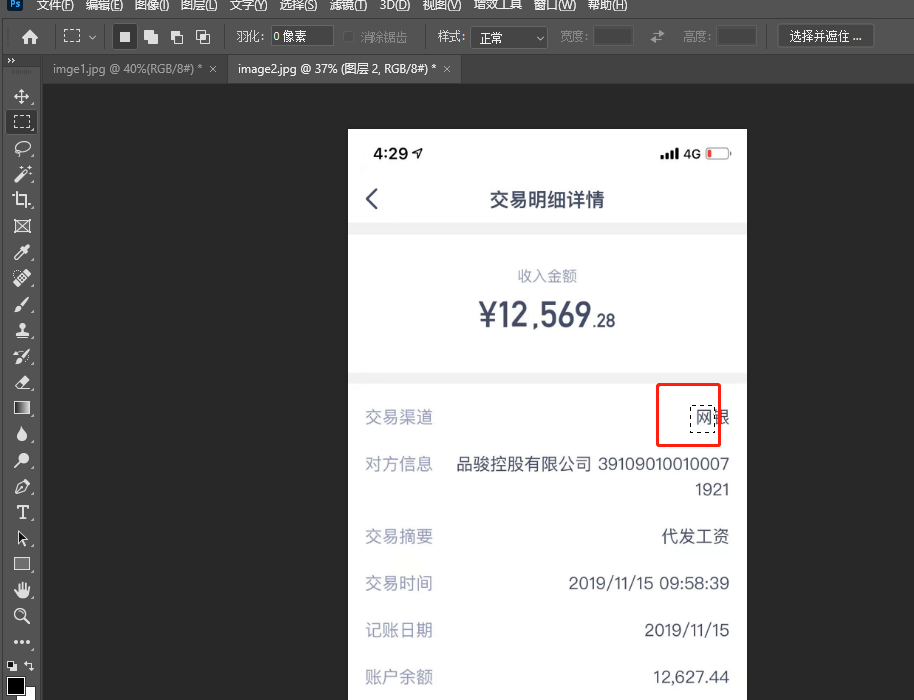 Ps 文件(F) 编辑(E) 图像(I) 图层(L) 文字(Y) 选择(S) 滤镜(T) 3D(D) 视图(V) 增效工具 窗口(W) 帮助(H)
羽化: 0 像素 消除锯齿 样式: 正常 宽度: 高度: 选择并遮住 ...
imge1.jpg @ 40%(RGB/8#) * × image2.jpg @ 37% (图层 2, RGB/8#) * ×
4:29 4G
交易明细详情
收入金额
¥12,569.28
交易渠道 网银
对方信息 品骏控股有限公司 39109010010007
1921
交易摘要 代发工资
交易时间 2019/11/15 09:58:39
记账日期 2019/11/15
账户余额 12,627.44